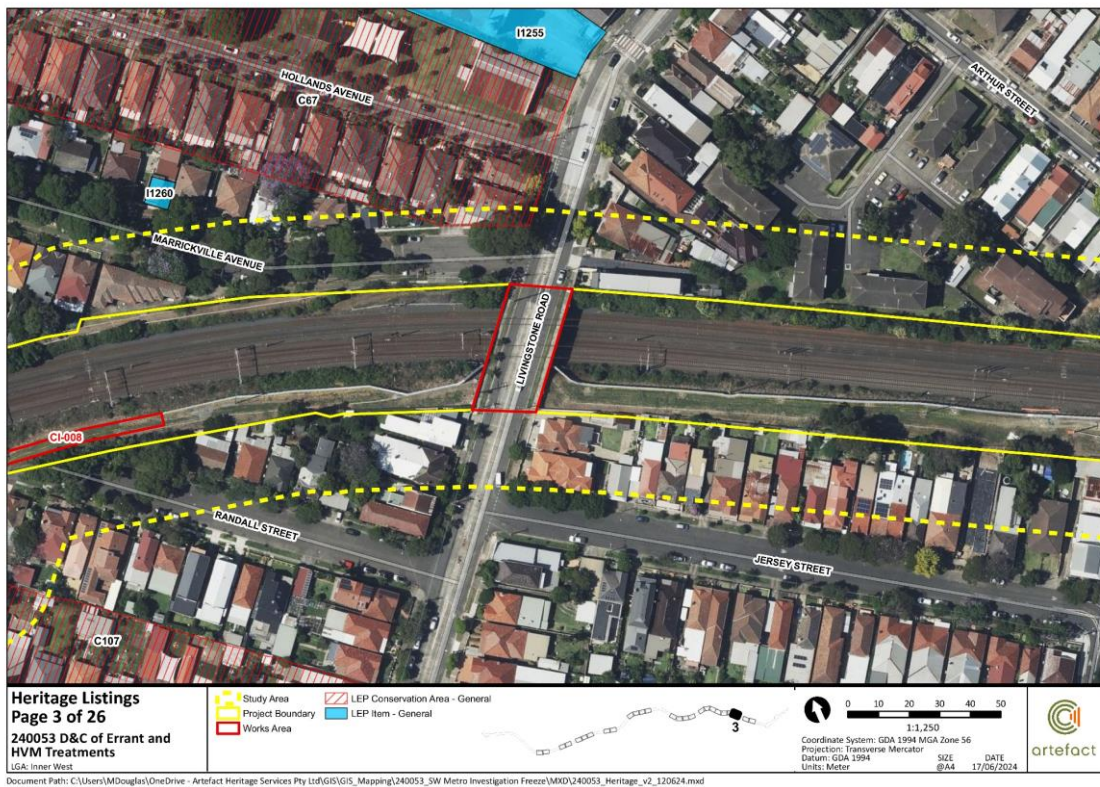 I1255
HOLLANDS AVENUE
C67
ARTHUR STREET
I1260
MARRICKVILLE AVENUE
LIVINGSTONE ROAD
CI-008
RANDALL STREET
JERSEY STREET
C107
Heritage Listings
Page 3 of 26
240053 D&C of Errant and
HVM Treatments
LGA: Inner West
Study Area
Project Boundary
Works Area
LEP Conservation Area - General
LEP Item - General
3
0 10 20 30 40 50
1:1,250
Coordinate System: GDA 1994 MGA Zone 56
Projection: Transverse Mercator
Datum: GDA 1994
Units: Meter
SIZE
@A4
DATE
17/06/2024
artefact
Document Path: C:\Users\MDouglas\OneDrive - Artefact Heritage Services Pty Ltd\GIS\GIS_Mapping\240053_SW Metro Investigation Freeze\MXD\240053_Heritage_v2_120624.mxd